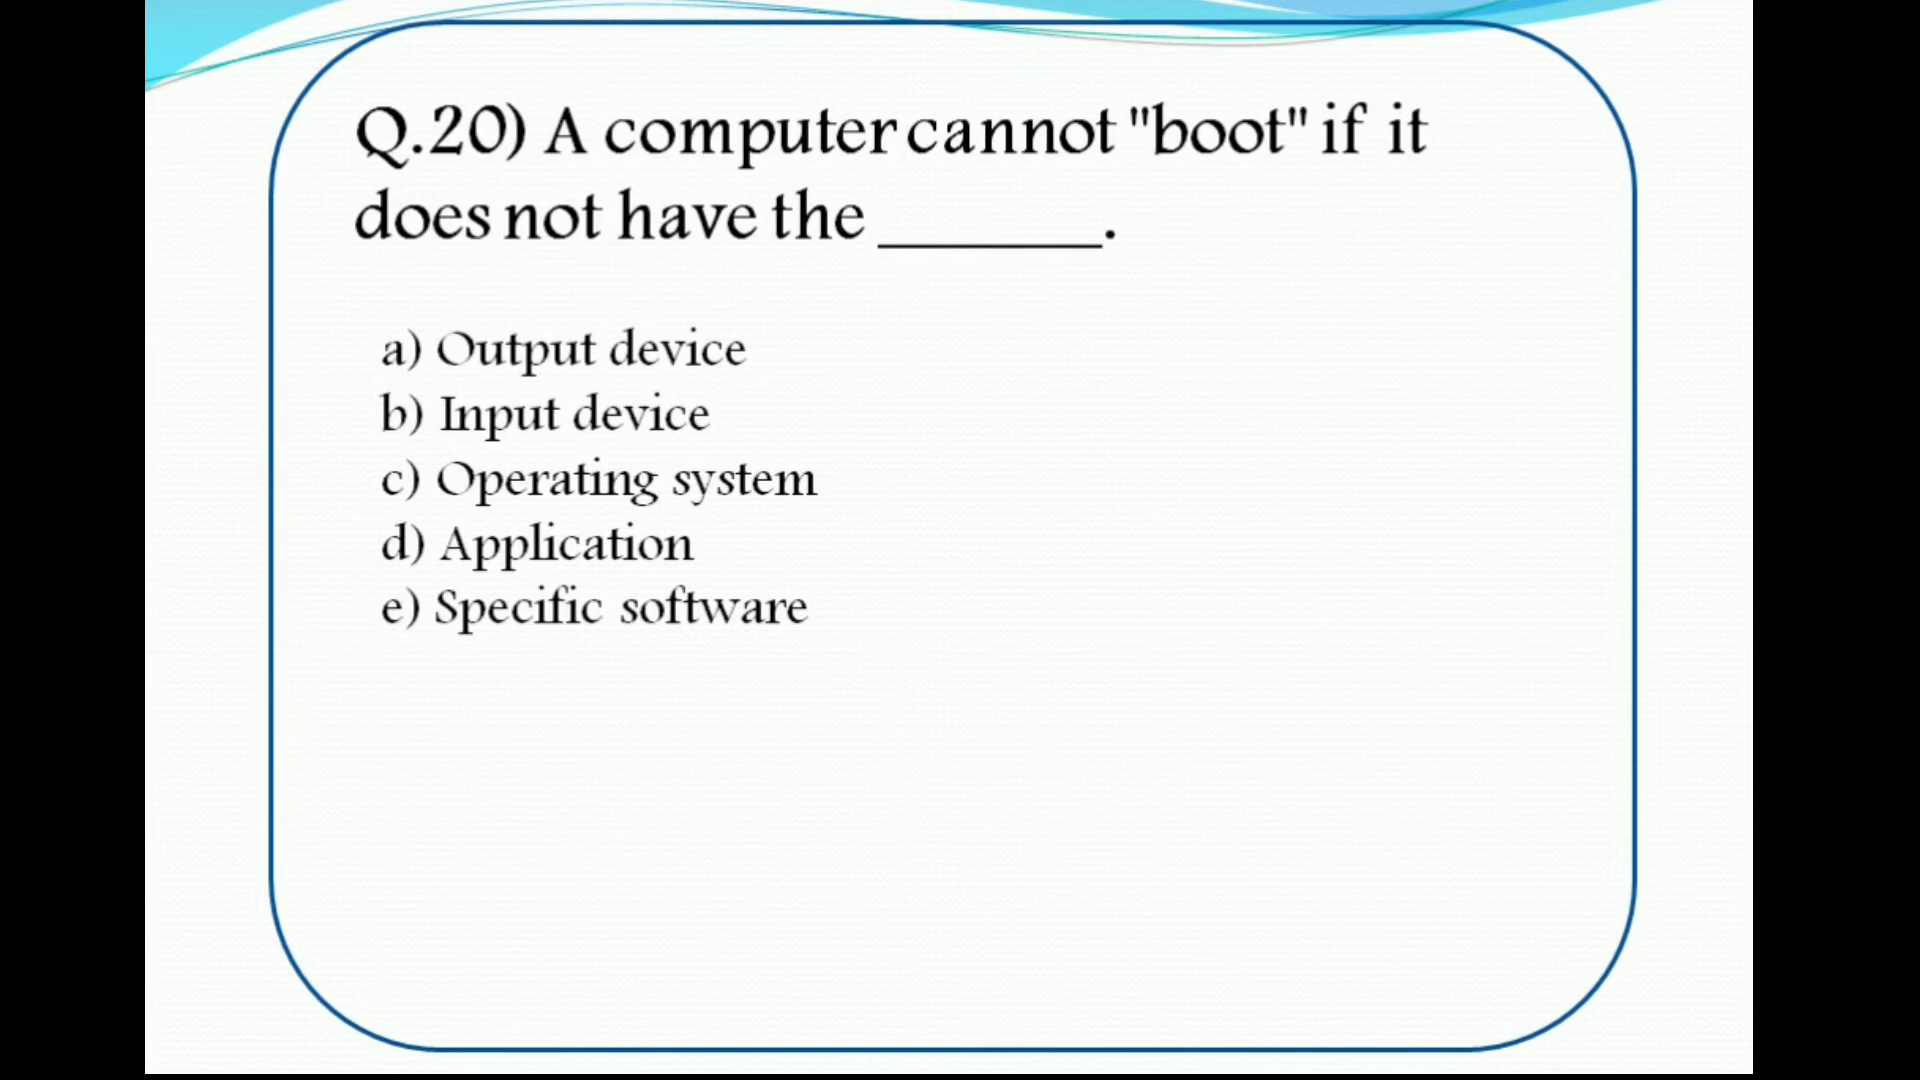 Q.20) A computer cannot "boot" if it
does not have the _______.
a) Output device
b) Input device
c) Operating system
d) Application
e) Specific software